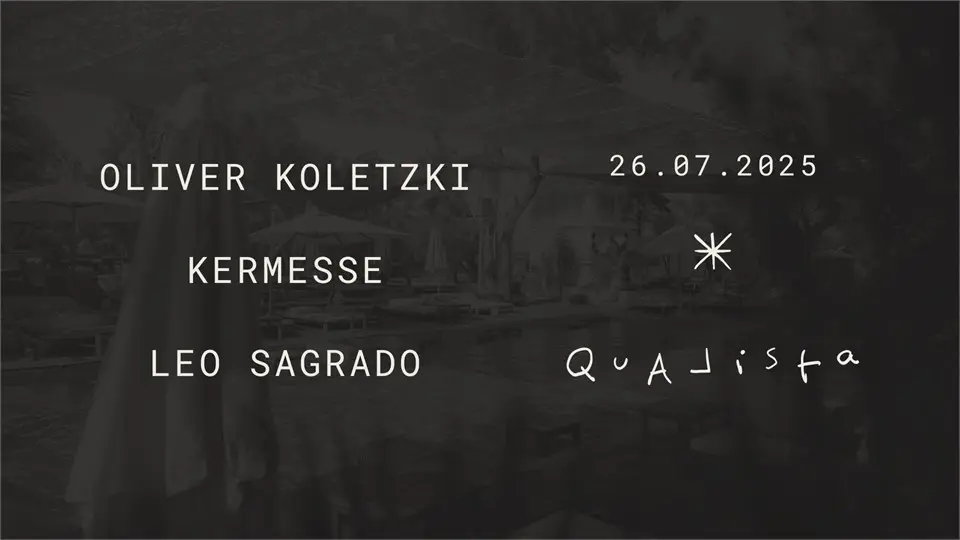 OLIVER KOLETZKI
KERMESSE
LEO SAGRADO
26.07.2025
QuALista